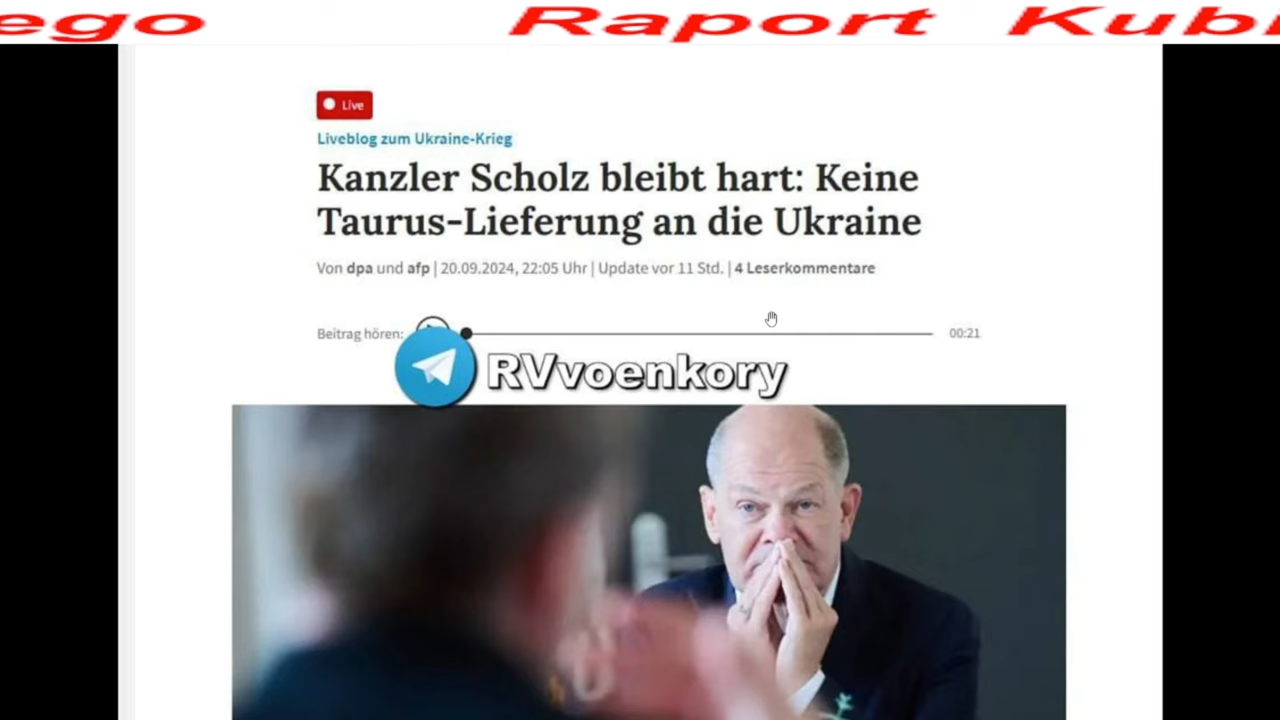 ego Raport Kub
Live
Liveblog zum Ukraine-Krieg
Kanzler Scholz bleibt hart: Keine
Taurus-Lieferung an die Ukraine
Von dpa und afp | 20.09.2024, 22:05 Uhr | Update vor 11 Std. | 4 Leserkommentare
Beitrag hören:
00:21
RVvoenkory